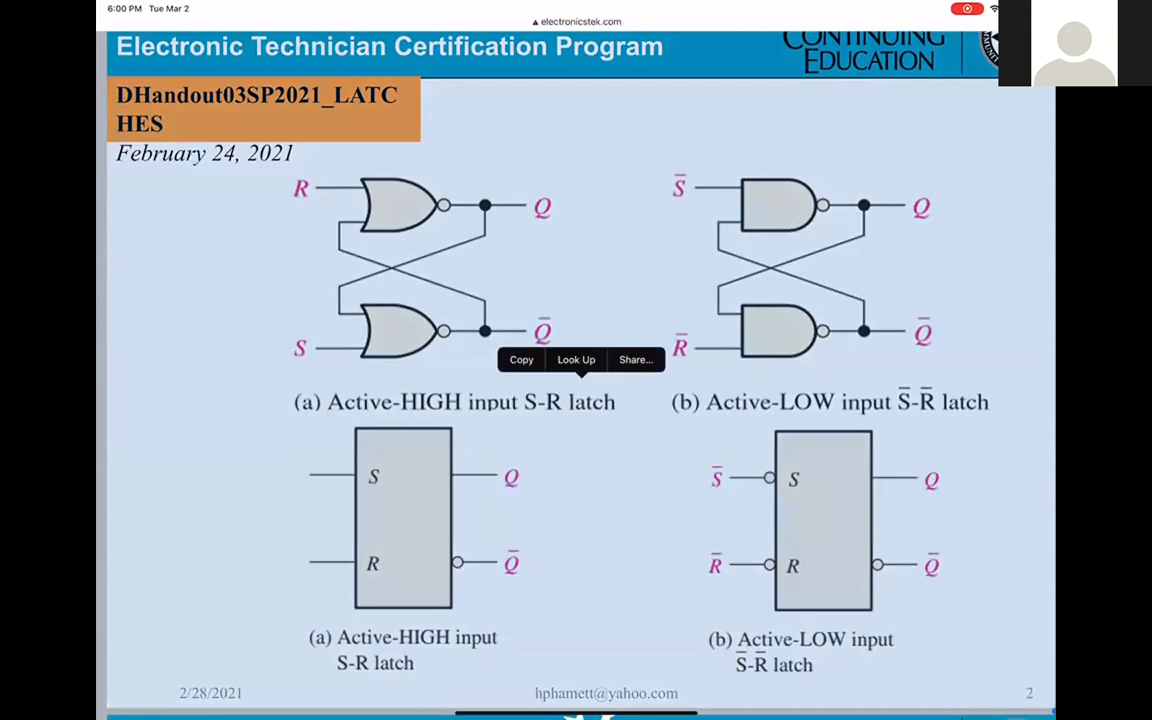 6:00 PM Tue Mar 2
▲ electronicstek.com
Electronic Technician Certification Program
CONTINUING
EDUCATION
DHandout03SP2021_LATC
HES
February 24, 2021
R
Q
S̅
Q
S
Q̅
R̅
Q̅
Copy Look Up Share...
(a) Active-HIGH input S-R latch
(b) Active-LOW input S̅-R̅ latch
S
Q
S̅
S
Q
R
Q̅
R̅
R
Q̅
(a) Active-HIGH input
S-R latch
(b) Active-LOW input
S̅-R̅ latch
2/28/2021
hphamett@yahoo.com
2